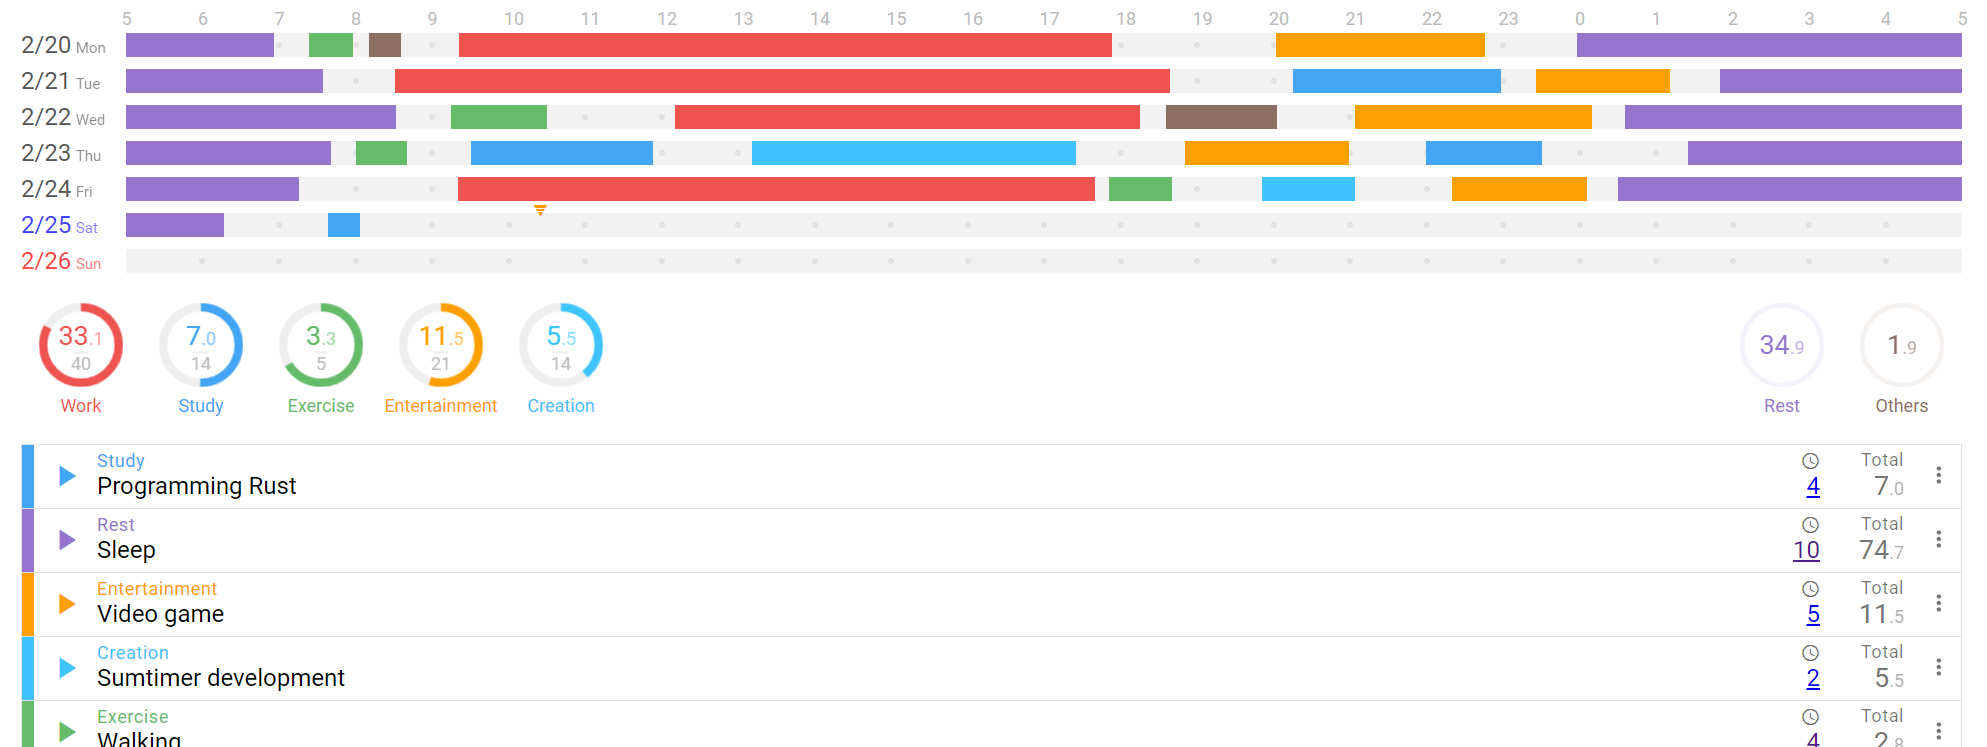 5 6 7 8 9 10 11 12 13 14 15 16 17 18 19 20 21 22 23 0 1 2 3 4 5
2/20 Mon
2/21 Tue
2/22 Wed
2/23 Thu
2/24 Fri
2/25 Sat
2/26 Sun
33.1 7.0 3.3 11.5 5.5 34.9 1.9
40 14 5 21 14
Work Study Exercise Entertainment Creation Rest Others
Study Total
Programming Rust 4 7.0
Rest Total
Sleep 10 74.7
Entertainment Total
Video game 5 11.5
Creation Total
Sumtimer development 2 5.5
Exercise Total
Walking 4 2.8